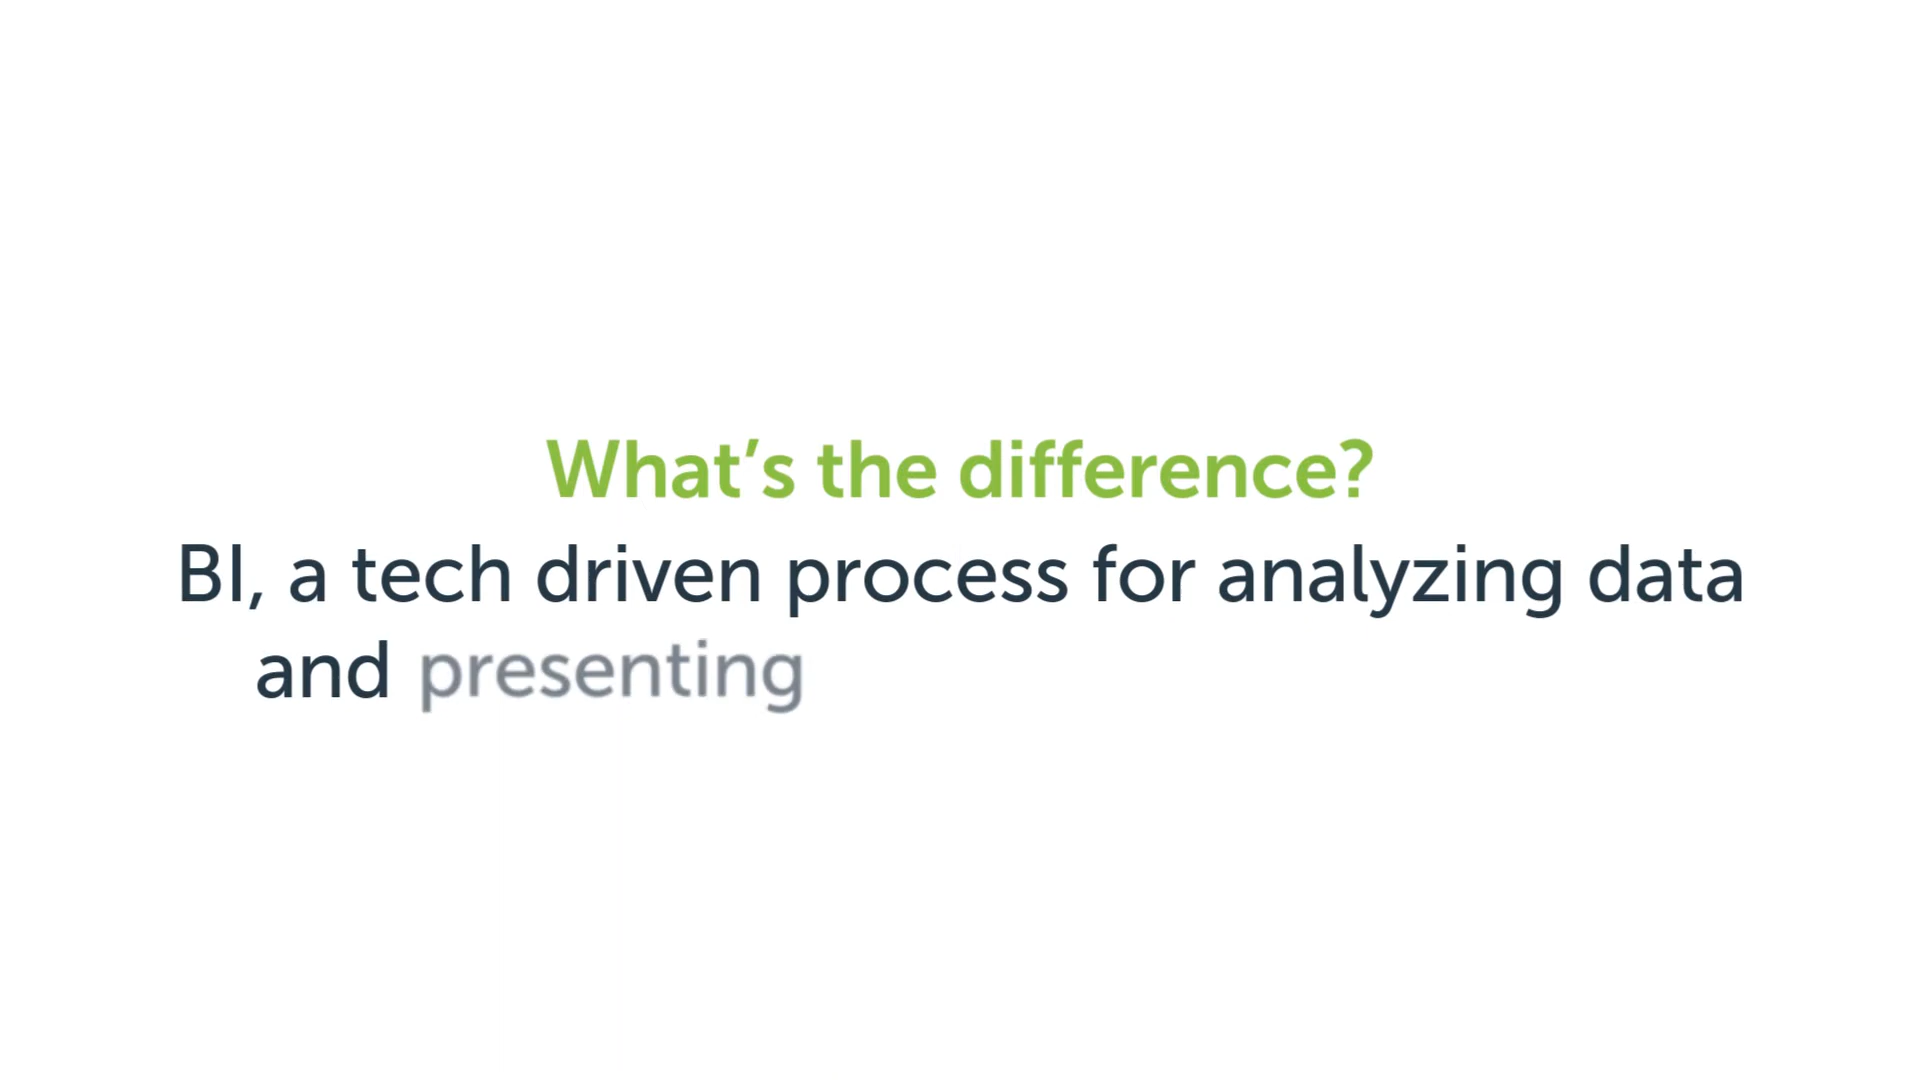 What’s the difference?
BI, a tech driven process for analyzing data
and presenting